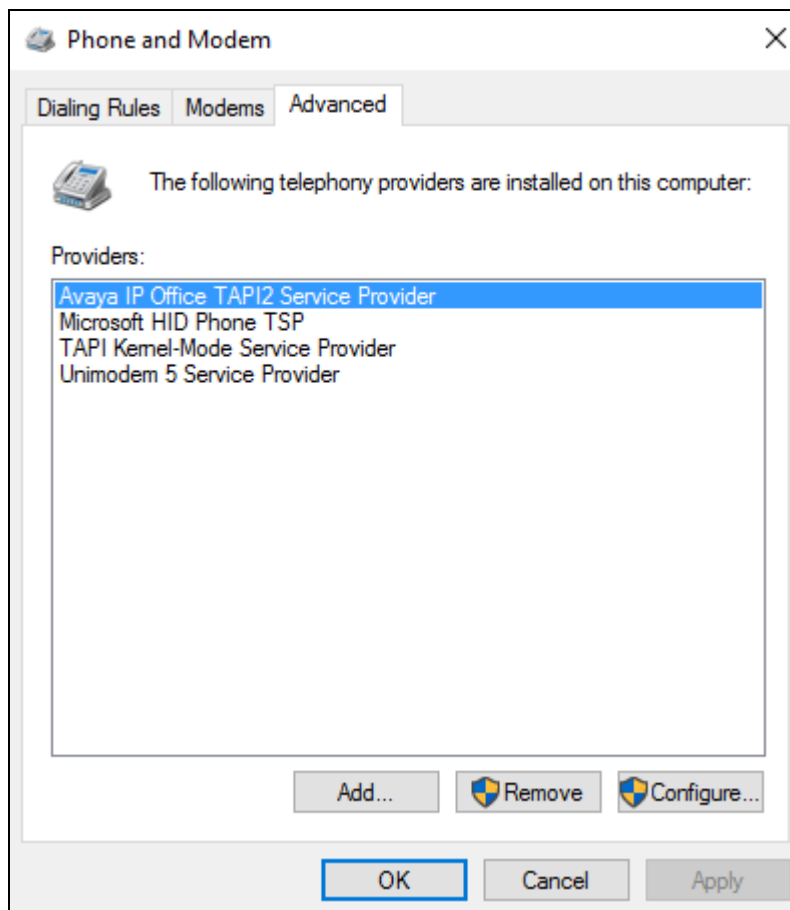 Phone and Modem
Dialing Rules Modems Advanced
The following telephony providers are installed on this computer:
Providers:
Avaya IP Office TAPI2 Service Provider
Microsoft HID Phone TSP
TAPI Kernel-Mode Service Provider
Unimodem 5 Service Provider
Add... Remove Configure...
OK Cancel Apply